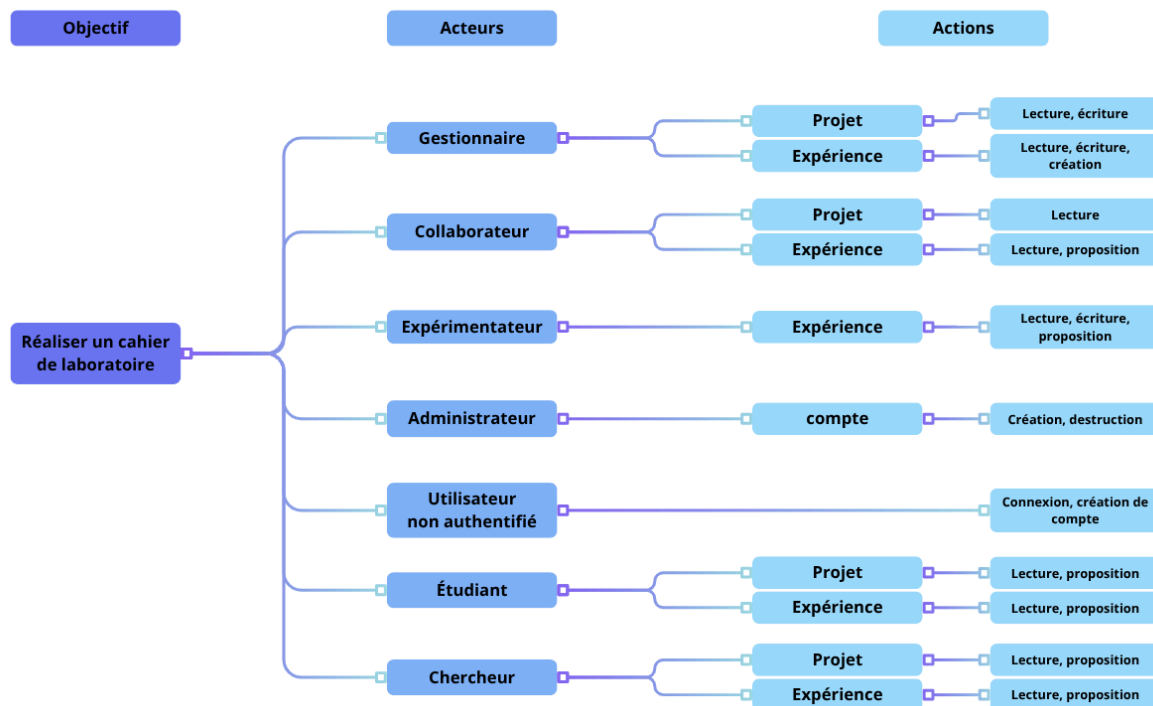 Objectif
Acteurs
Actions
Réaliser un cahier
de laboratoire
Gestionnaire
Projet
Lecture, écriture
Expérience
Lecture, écriture,
création
Collaborateur
Projet
Lecture
Expérience
Lecture, proposition
Expérimentateur
Expérience
Lecture, écriture,
proposition
Administrateur
compte
Création, destruction
Utilisateur
non authentifié
Connexion, création de
compte
Étudiant
Projet
Lecture, proposition
Expérience
Lecture, proposition
Chercheur
Projet
Lecture, proposition
Expérience
Lecture, proposition